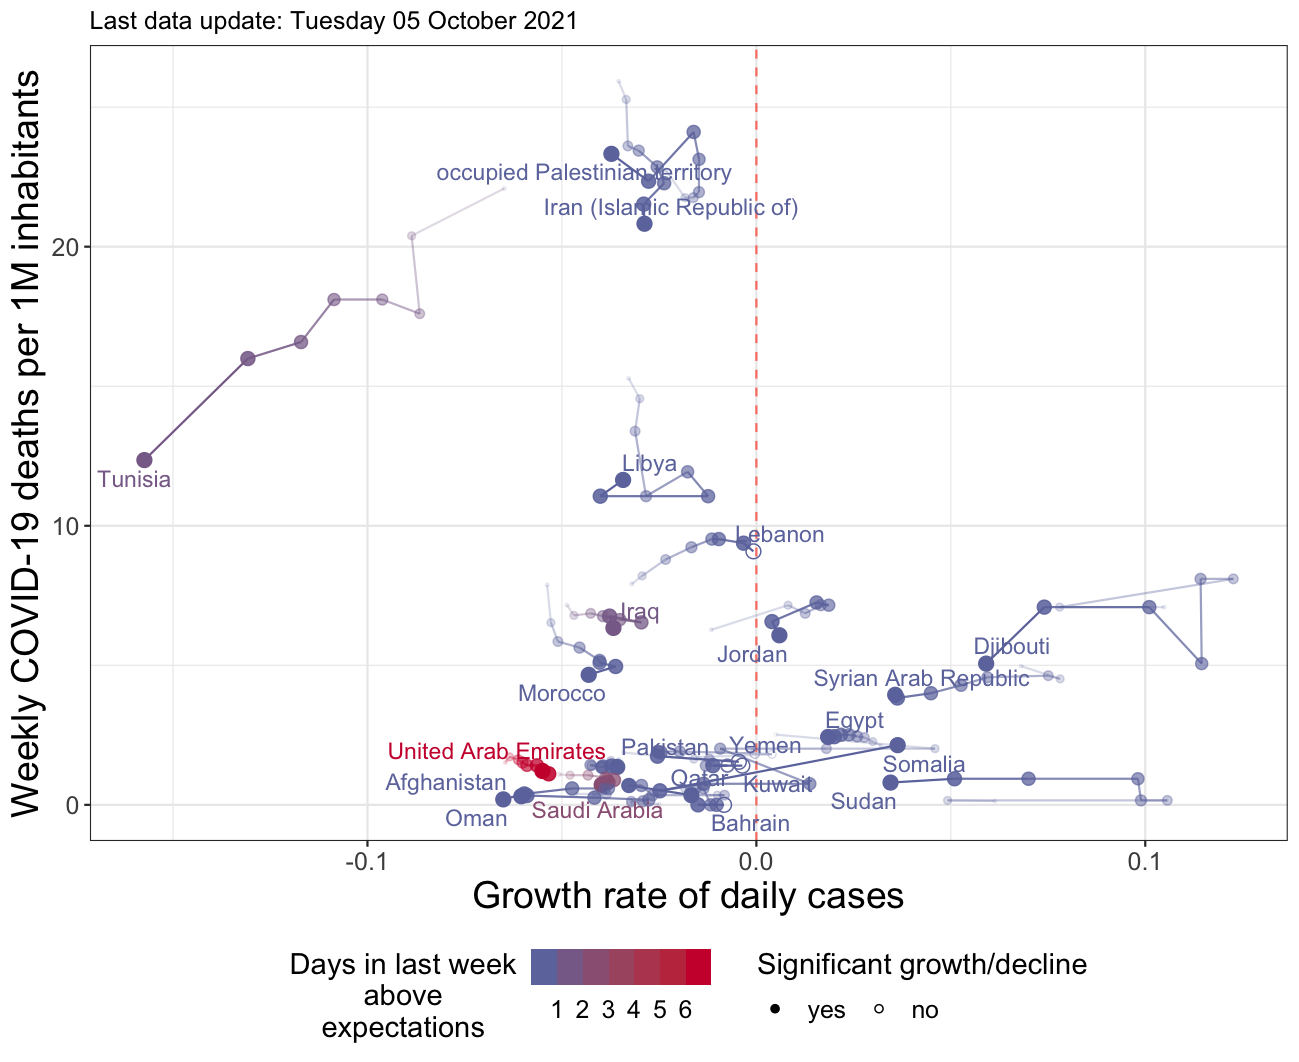 Last data update: Tuesday 05 October 2021
Weekly COVID-19 deaths per 1M inhabitants
20
10
0
occupied Palestinian territory
Iran (Islamic Republic of)
Tunisia
Libya
Lebanon
Iraq
Jordan
Djibouti
Morocco
Syrian Arab Republic
Egypt
United Arab Emirates
Pakistan
Yemen
Somalia
Afghanistan
Qatar
Kuwait
Saudi Arabia
Sudan
Oman
Bahrain
-0.1
0.0
0.1
Growth rate of daily cases
Days in last week
above
expectations
1 2 3 4 5 6
Significant growth/decline
yes no